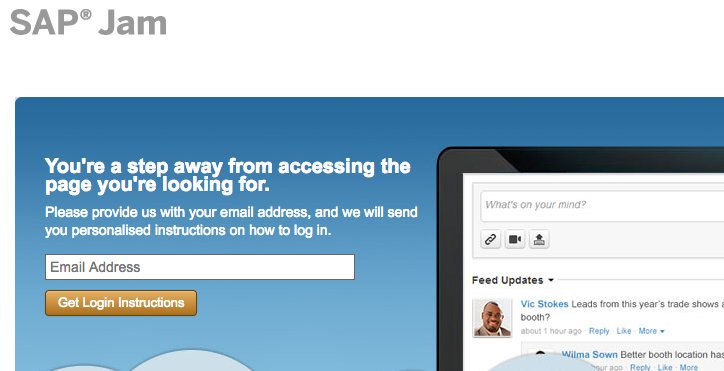 SAP® Jam
You're a step away from accessing the
page you're looking for.
Please provide us with your email address, and we will send
you personalised instructions on how to log in.
Email Address
Get Login Instructions
What's on your mind?
Feed Updates
Vic Stokes Leads from this year's trade shows a
booth?
about 1 hour ago · Reply · Like · More
Wilma Sown Better booth location has
hour ago · Reply · Like · More